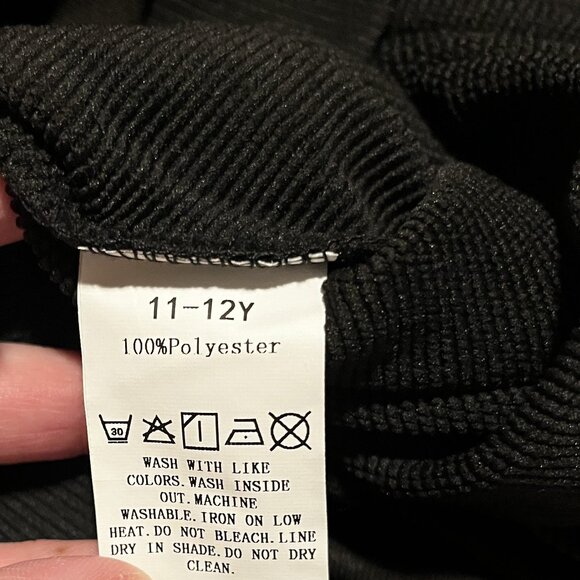 11-12Y
100%Polyester
30
WASH WITH LIKE
COLORS.WASH INSIDE
OUT.MACHINE
WASHABLE.IRON ON LOW
HEAT.DO NOT BLEACH.LINE
DRY IN SHADE.DO NOT DRY
CLEAN.